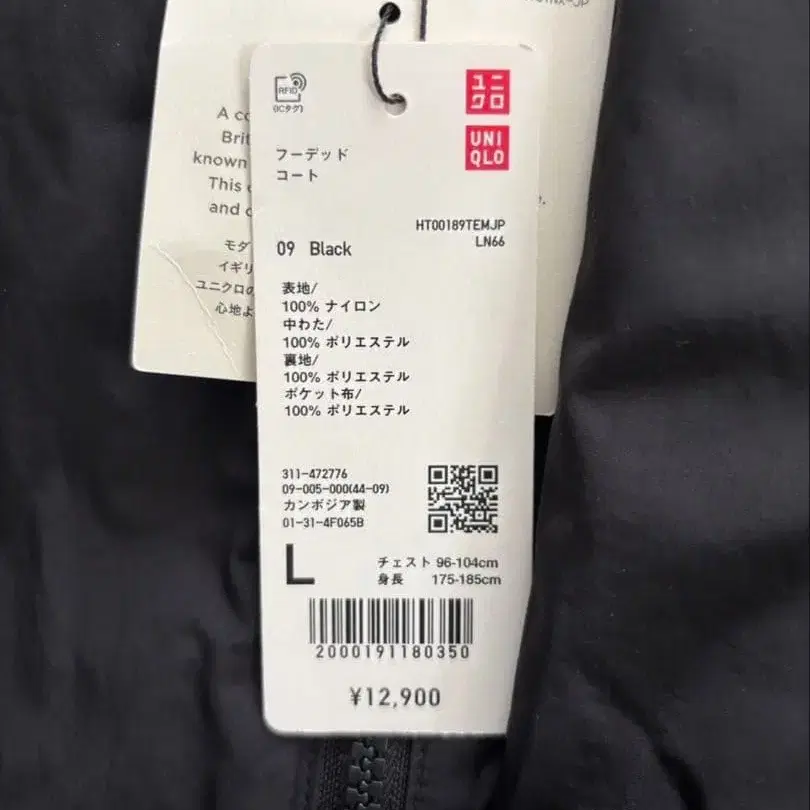 A
Brit
known
This
and
モダ
イギリ
ユニクロの
心地よ
RFID
(ICタグ)
ユニ
クロ
UNI
QLO
フーデッド
コート
HT00189TEMJP
LN66
09 Black
表地/
100% ナイロン
中わた/
100% ポリエステル
裏地/
100% ポリエステル
ポケット布/
100% ポリエステル
311-472776
09-005-000(44-09)
カンボジア製
01-31-4F065B
L
チェスト 96-104cm
身長 175-185cm
2000191180350
¥12,900